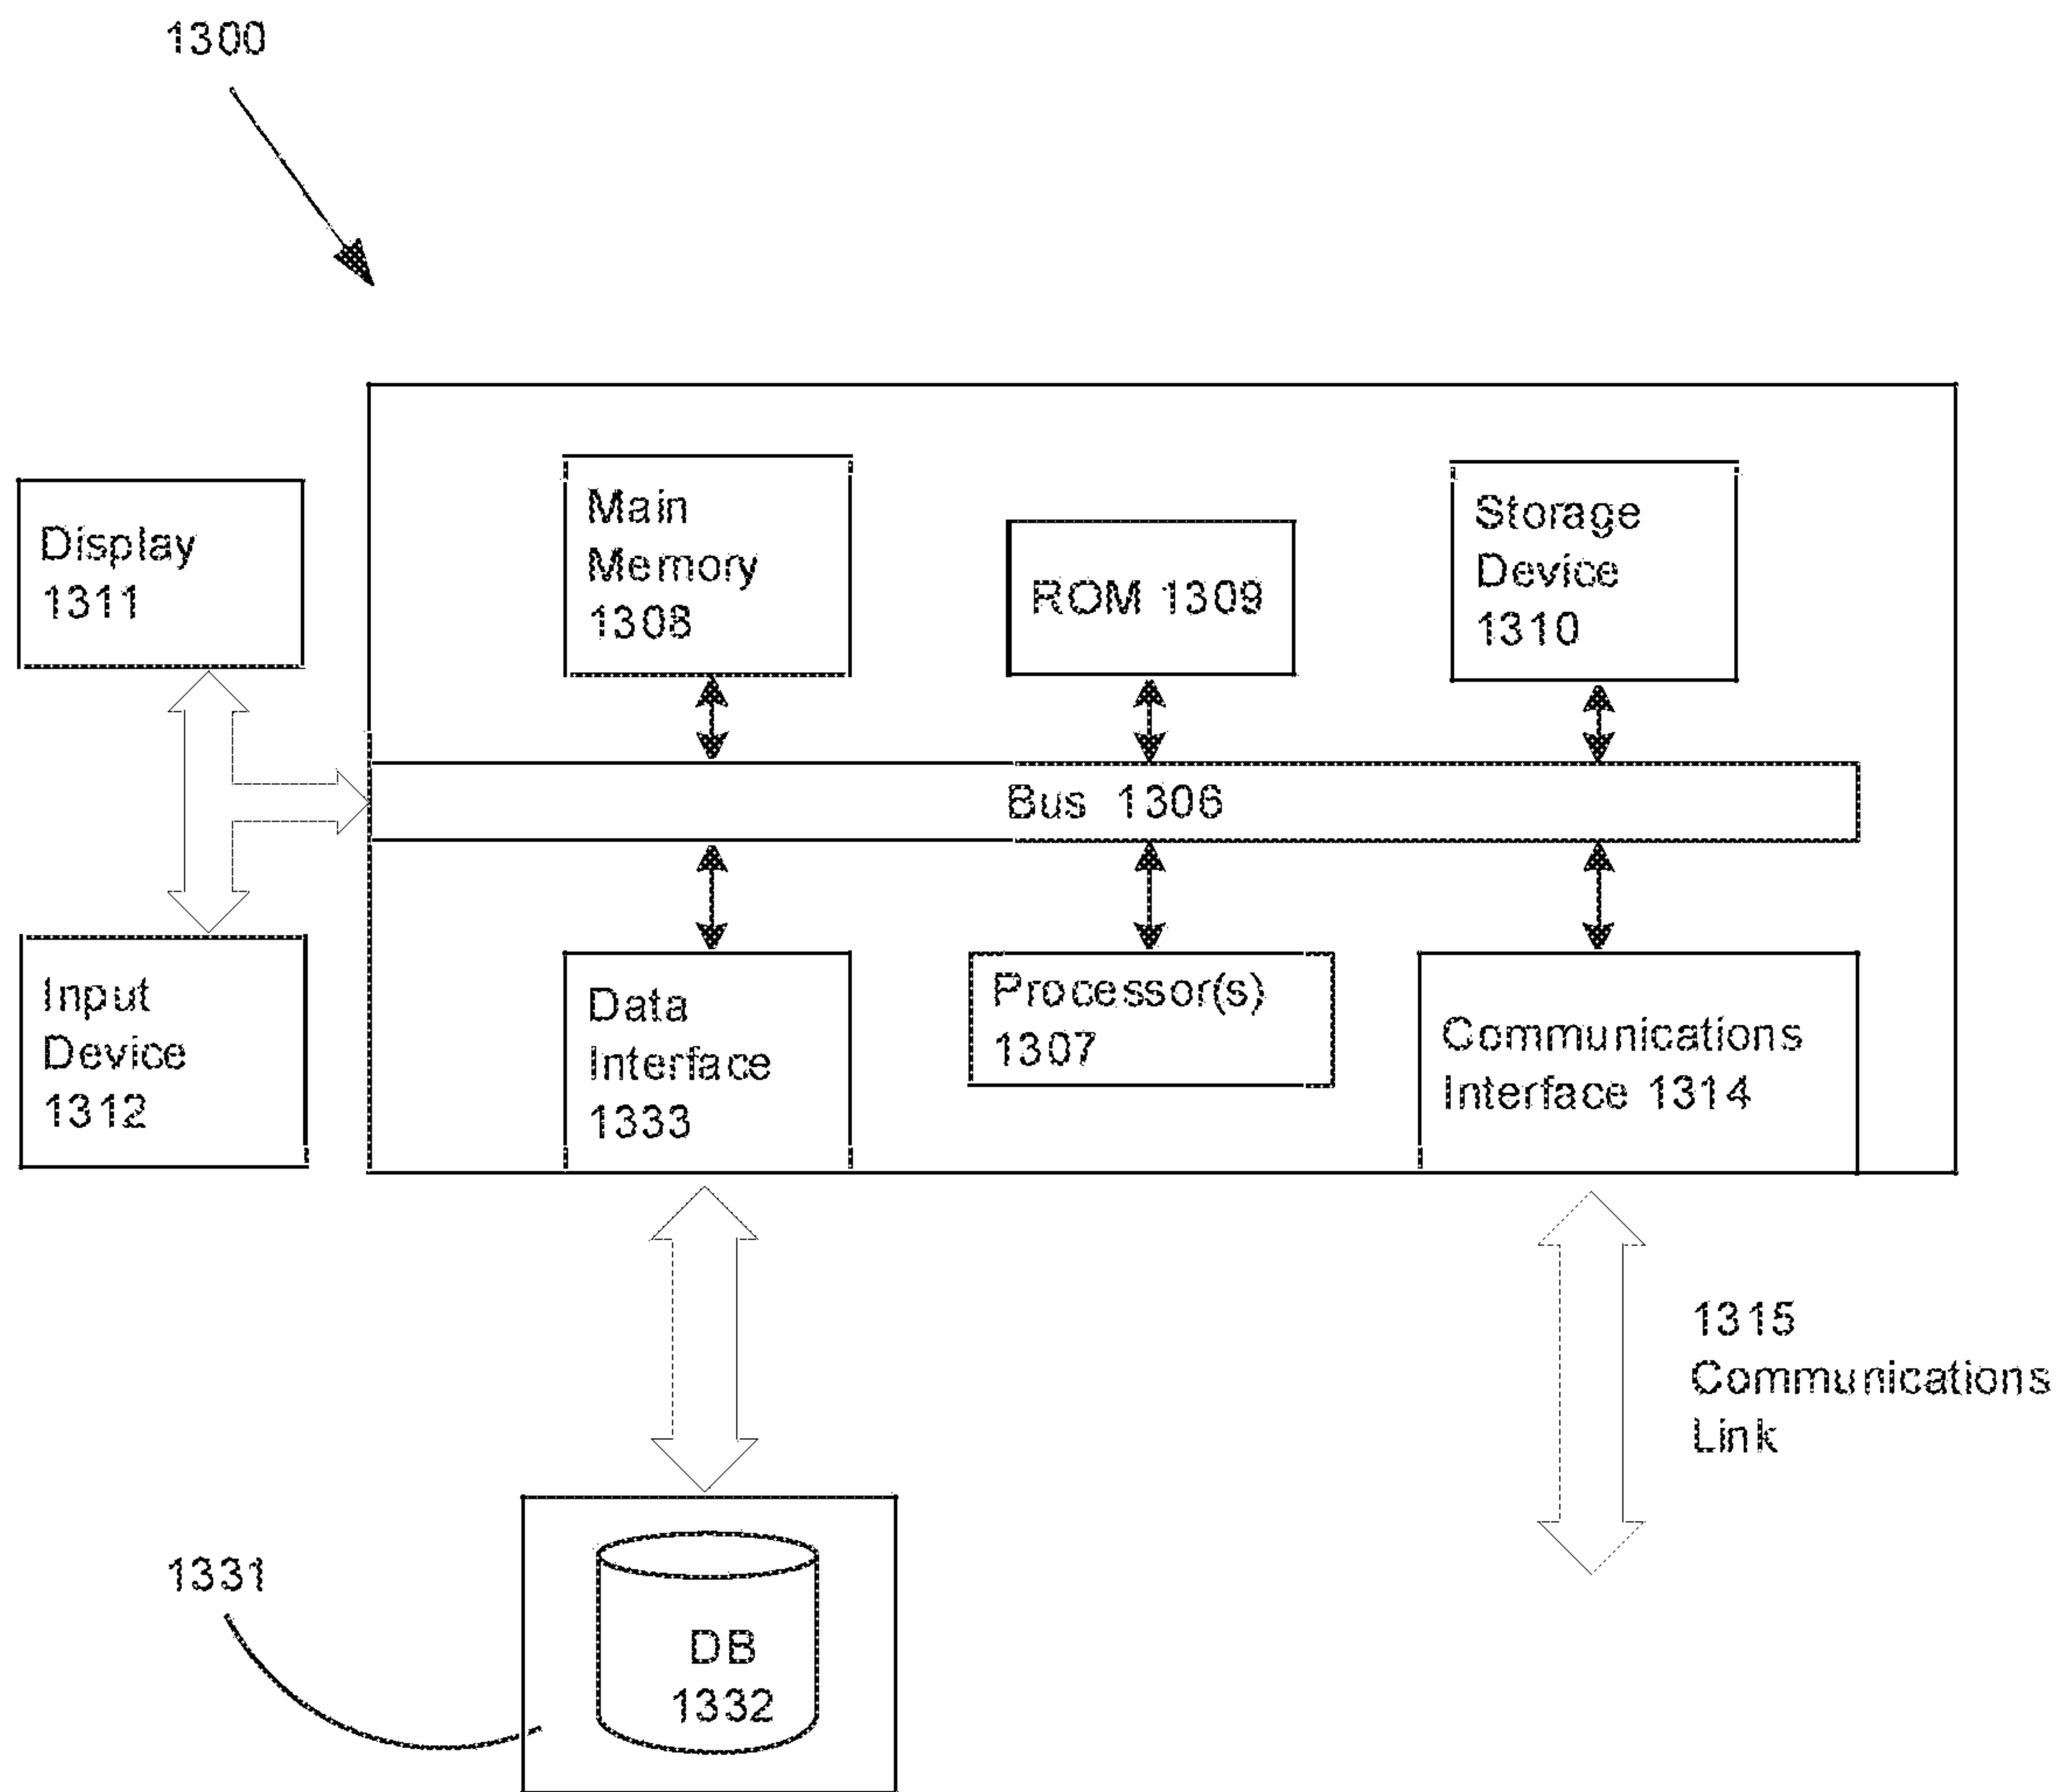 1300
Display
1311
Main
Memory
1308
ROM 1309
Storage
Device
1310
Bus 1306
Input
Device
1312
Data
Interface
1333
Processor(s)
1307
Communications
Interface 1314
1315
Communications
Link
1331
DB
1332